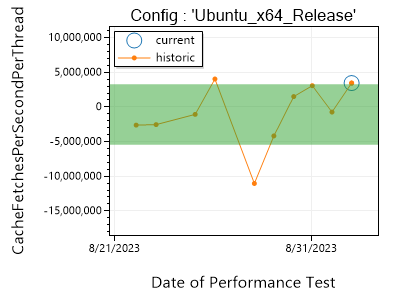 Config : 'Ubuntu_x64_Release'
CacheFetchesPerSecondPerThread
current
historic
10,000,000
5,000,000
0
-5,000,000
-10,000,000
-15,000,000
8/21/2023
8/31/2023
Date of Performance Test